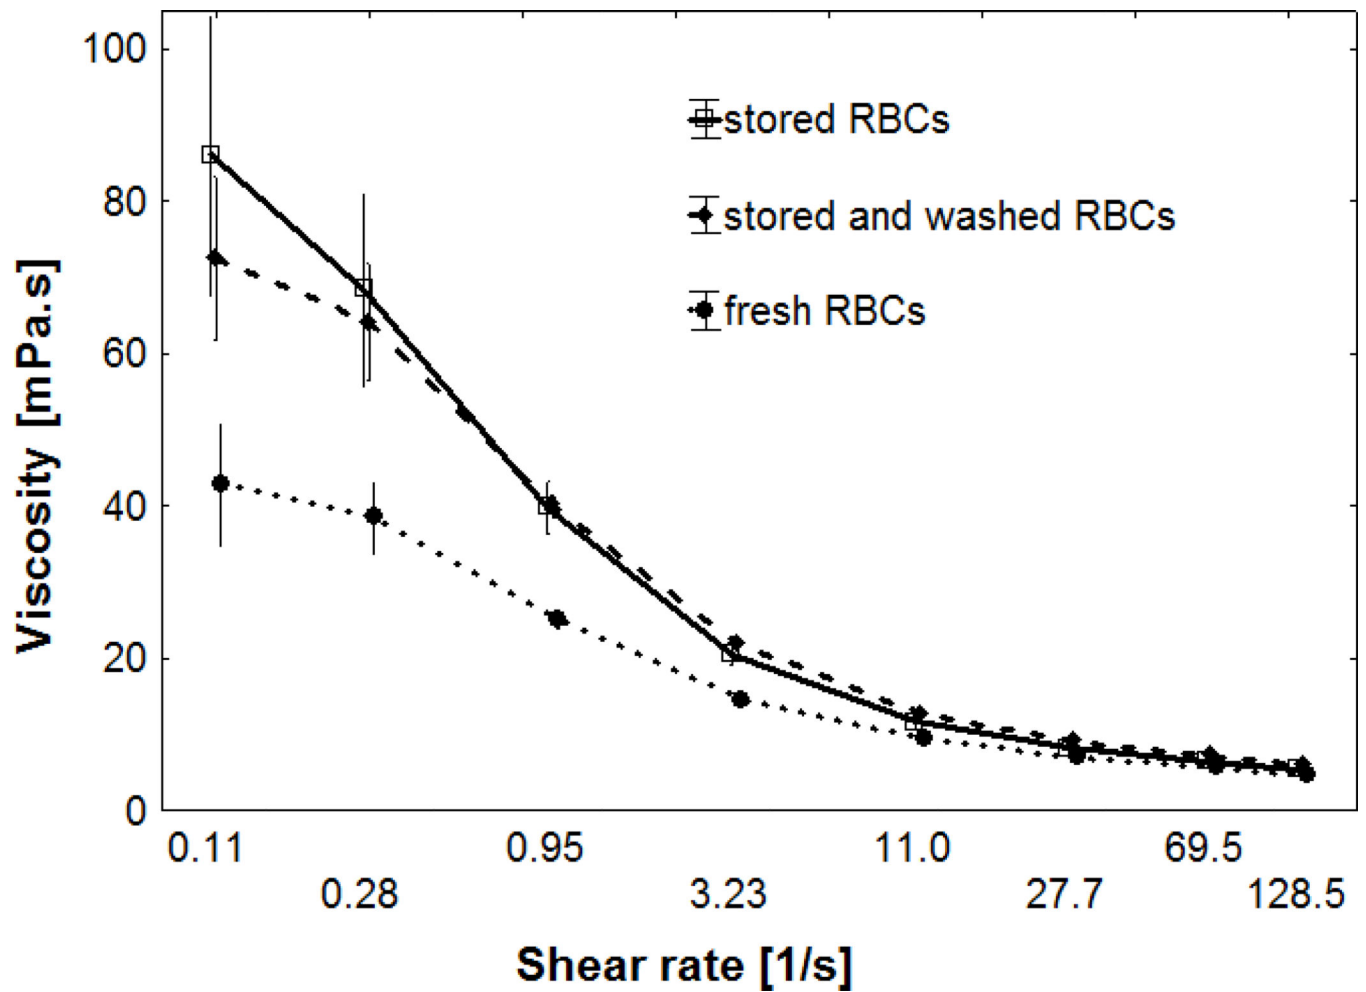 100
80
60
40
20
0
Viscosity [mPa.s]
stored RBCs
stored and washed RBCs
fresh RBCs
0.11 0.95 11.0 69.5
0.28 3.23 27.7 128.5
Shear rate [1/s]